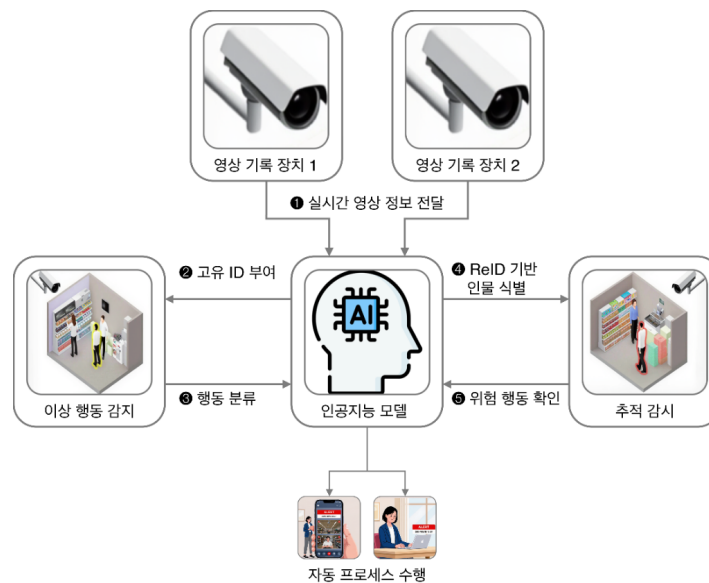 영상 기록 장치 1
영상 기록 장치 2
❶ 실시간 영상 정보 전달
❷ 고유 ID 부여
❹ ReID 기반
인물 식별
AI
❸ 행동 분류
❺ 위험 행동 확인
이상 행동 감지
인공지능 모델
추적 감시
ALERT
ALERT
자동 프로세스 수행